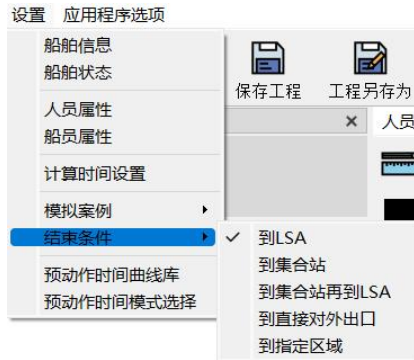 设置 应用程序选项
船舶信息
船舶状态
保存工程 工程另存为
人员属性
人员
船员属性
计算时间设置
模拟案例
结束条件
到LSA
到集合站
到集合站再到LSA
到直接对外出口
到指定区域
预动作时间曲线库
预动作时间模式选择